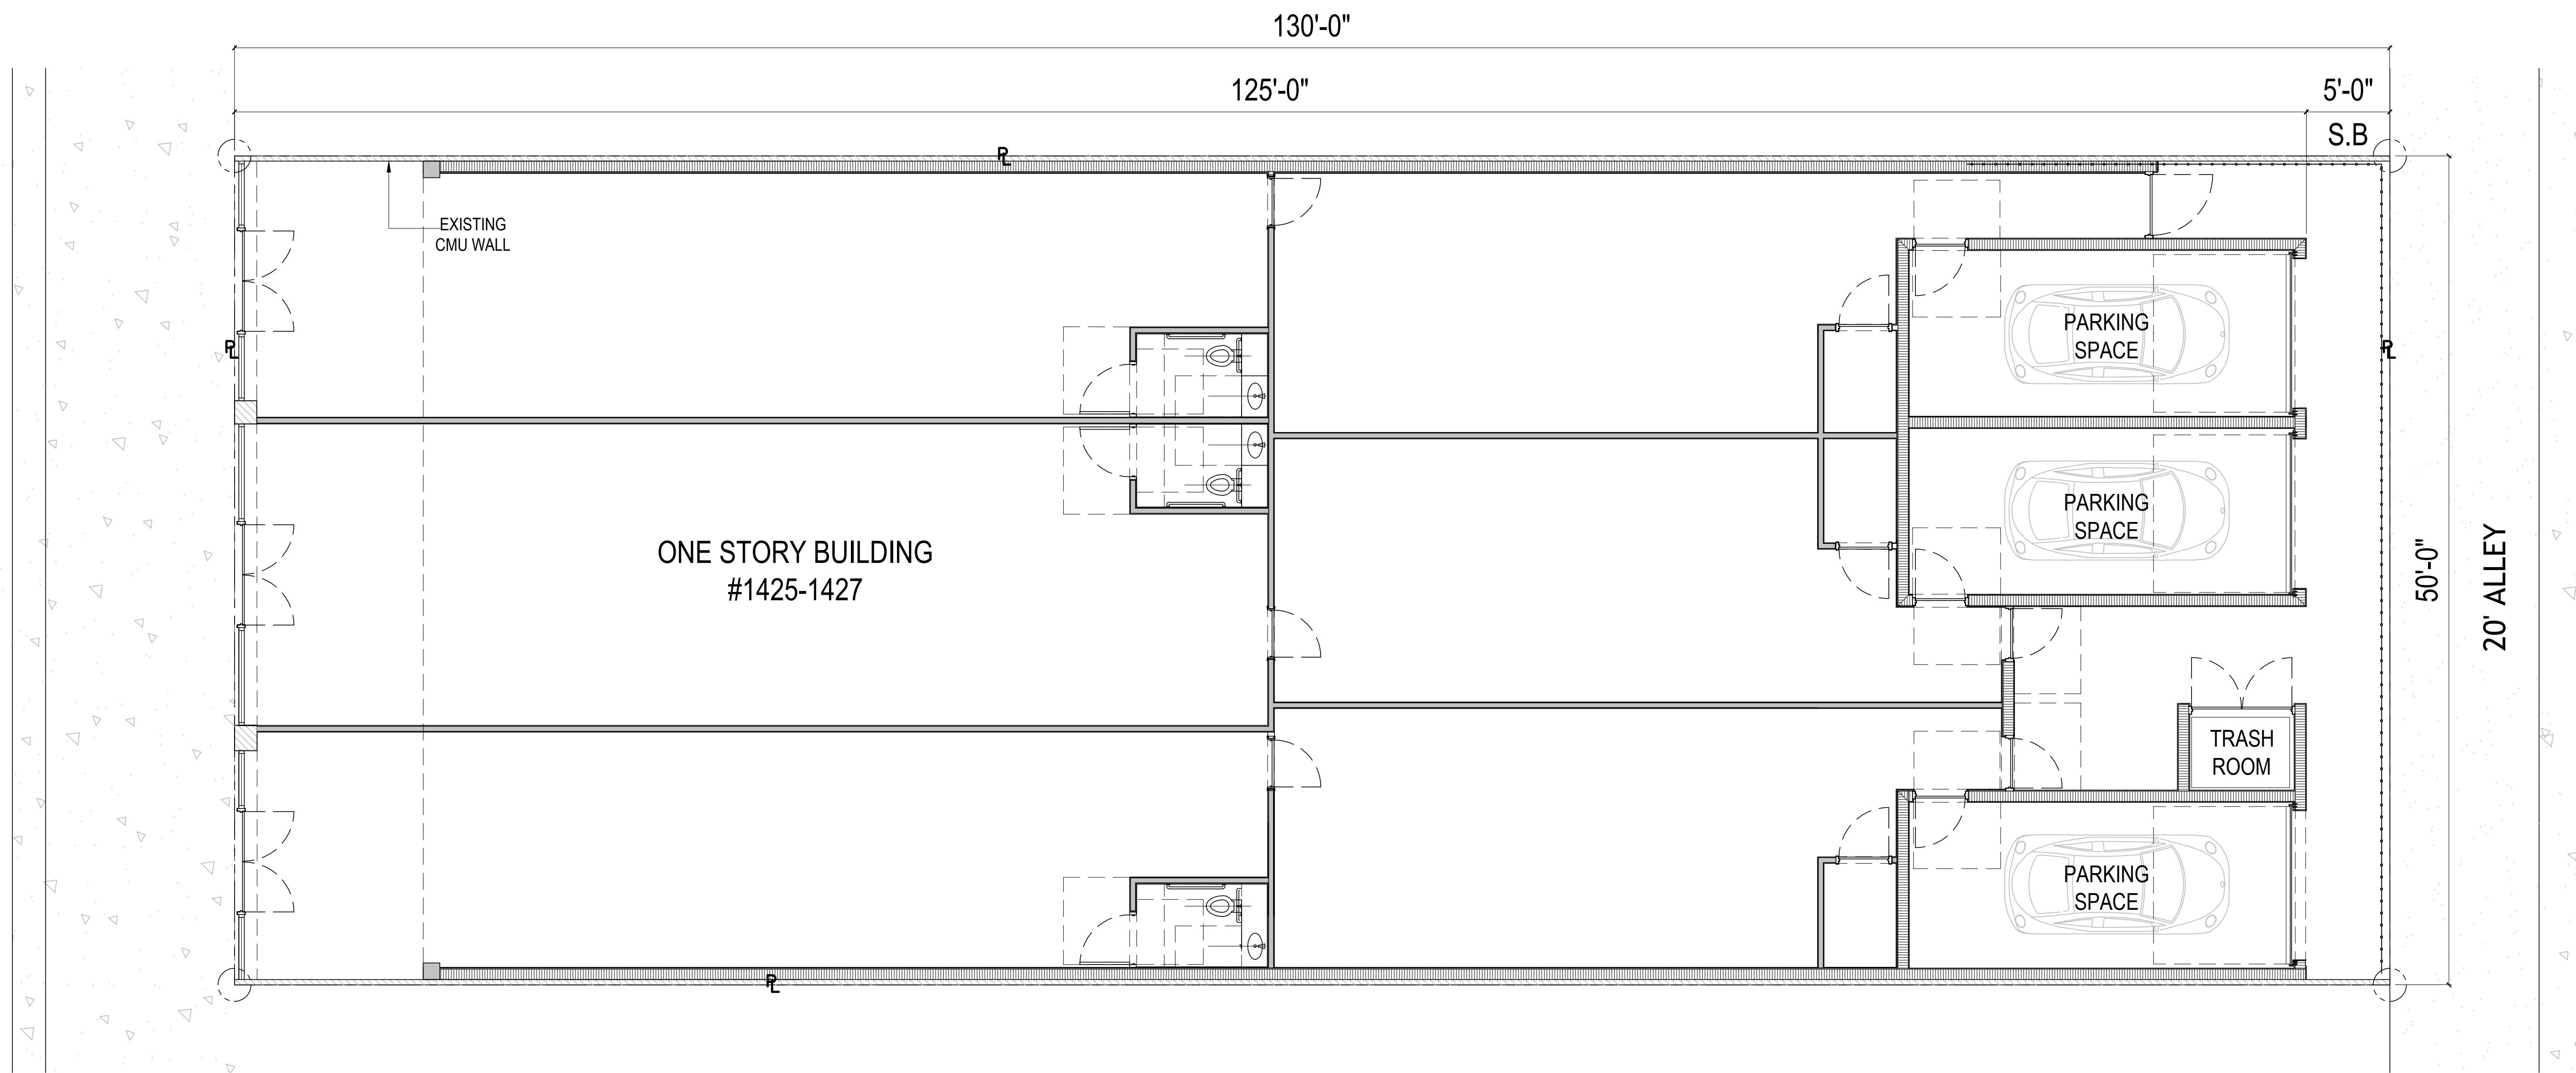 130'-0"
125'-0"
5'-0"
S.B
PL
EXISTING
CMU WALL
PL
PARKING
SPACE
PL
PARKING
SPACE
ONE STORY BUILDING
#1425-1427
50'-0"
20' ALLEY
TRASH
ROOM
PARKING
SPACE
PL